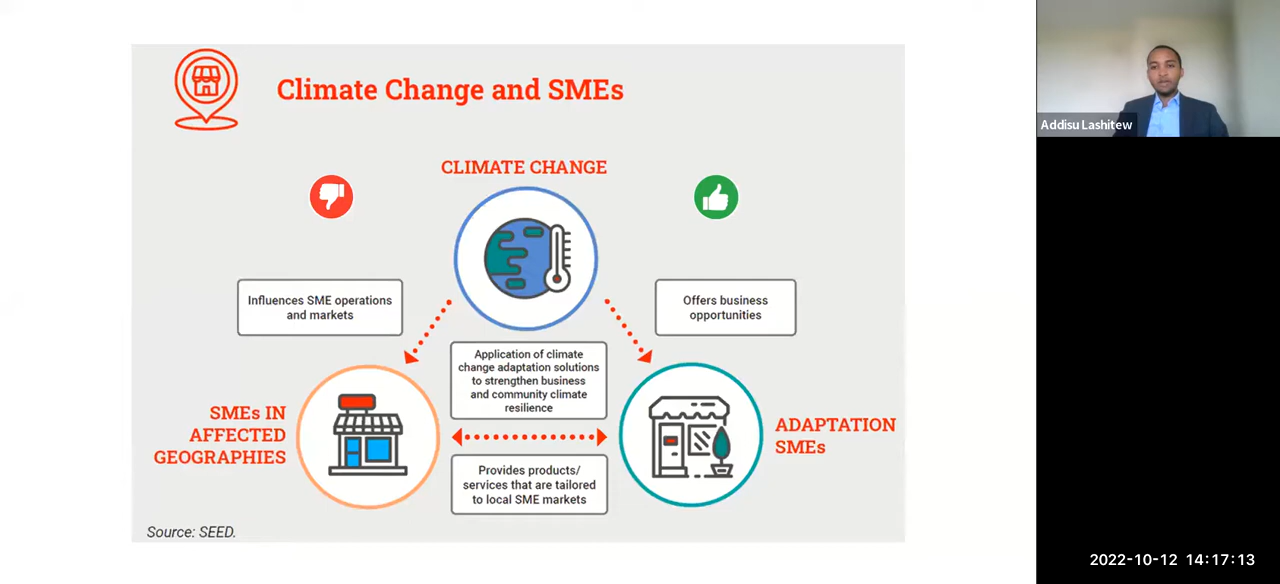 Climate Change and SMEs
CLIMATE CHANGE
Influences SME operations
and markets
Offers business
opportunities
Application of climate
change adaptation solutions
to strengthen business
and community climate
resilience
SMEs IN
AFFECTED
GEOGRAPHIES
ADAPTATION
SMEs
Provides products/
services that are tailored
to local SME markets
Source: SEED.
Addisu Lashitew
2022-10-12 14:17:13